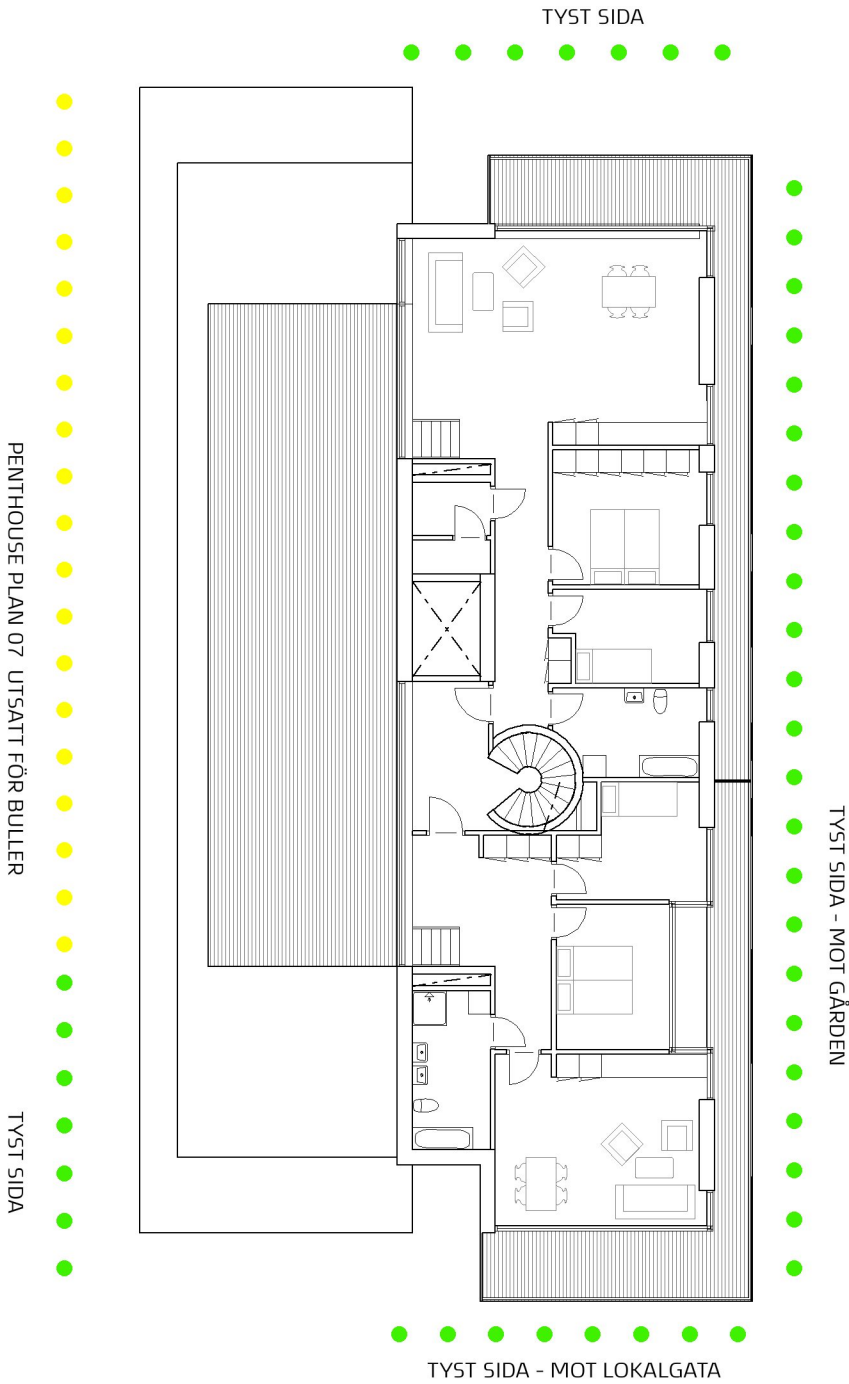 TYST SIDA
PENTHOUSE PLAN 07 UTSATT FÖR BULLER
TYST SIDA - MOT GÅRDEN
TYST SIDA
TYST SIDA - MOT LOKALGATA